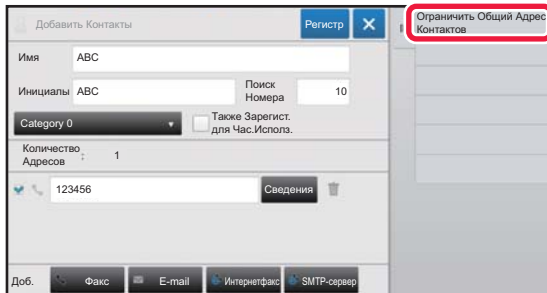 Добавить Контакты
Регистр
Ограничить Общий Адрес
Контактов
Имя
ABC
Инициалы
ABC
Поиск
Номера
10
Category 0
Также Зарегист.
для Час.Исполз.
Количество
Адресов
:
1
123456
Сведения
Доб.
Факс
E-mail
Интернетфакс
SMTP-сервер